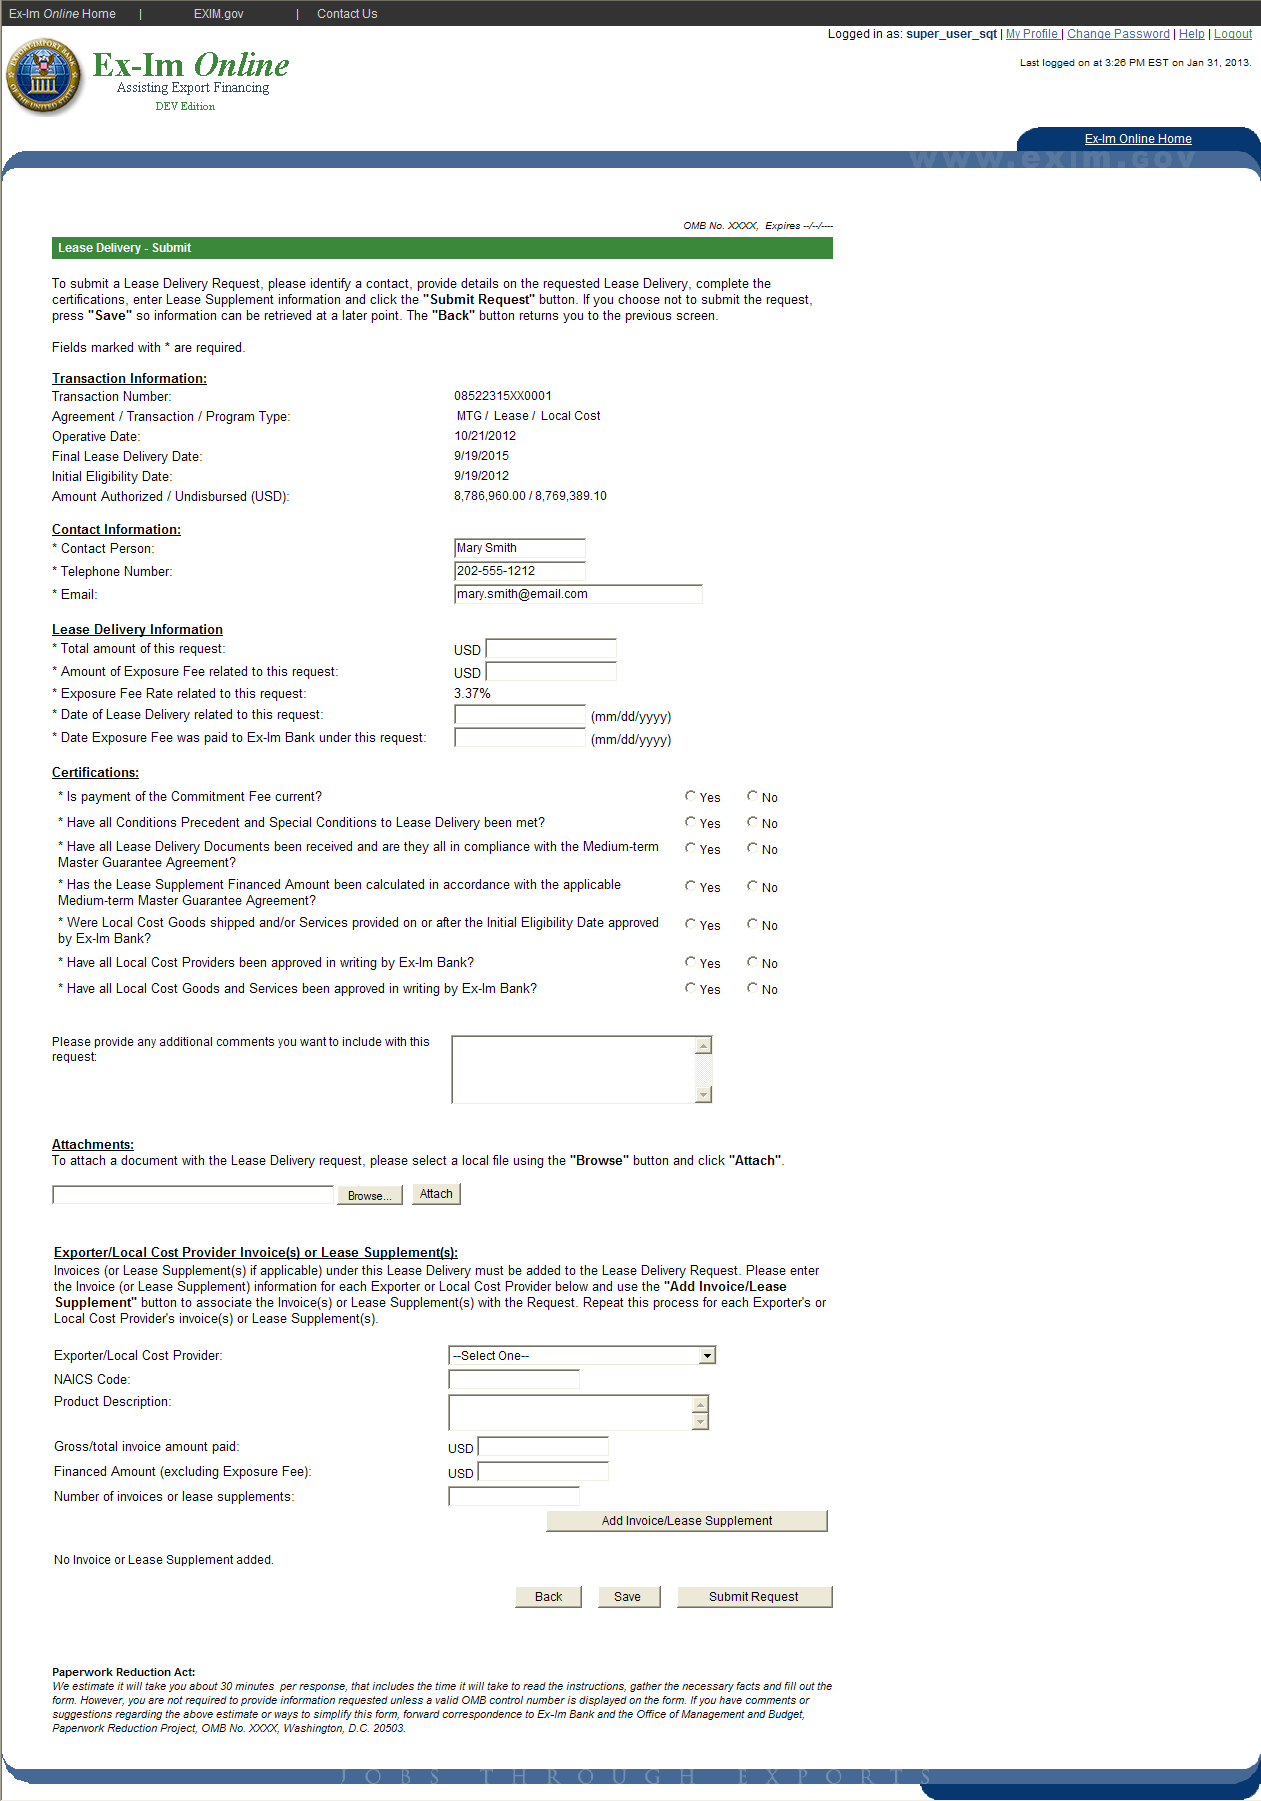 Ex-Im Online Home | EXIM.gov | Contact Us
Logged in as: super_user_sqt | My Profile | Change Password | Help | Logout
Last logged on at 3:26 PM EST on Jan 31, 2013.
EXPORT-IMPORT BANK
OF THE UNITED STATES
Ex-Im Online
Assisting Export Financing
DEV Edition
Ex-Im Online Home
www.exim.gov
OMB No. XXXX, Expires --/--/----
Lease Delivery - Submit
To submit a Lease Delivery Request, please identify a contact, provide details on the requested Lease Delivery, complete the
certifications, enter Lease Supplement information and click the "Submit Request" button. If you choose not to submit the request,
press "Save" so information can be retrieved at a later point. The "Back" button returns you to the previous screen.
Fields marked with * are required.
Transaction Information:
Transaction Number: 08522315XX0001
Agreement / Transaction / Program Type: MTG / Lease / Local Cost
Operative Date: 10/21/2012
Final Lease Delivery Date: 9/19/2015
Initial Eligibility Date: 9/19/2012
Amount Authorized / Undisbursed (USD): 8,786,960.00 / 8,769,389.10
Contact Information:
* Contact Person: Mary Smith
* Telephone Number: 202-555-1212
* Email: mary.smith@email.com
Lease Delivery Information
* Total amount of this request: USD
* Amount of Exposure Fee related to this request: USD
* Exposure Fee Rate related to this request: 3.37%
* Date of Lease Delivery related to this request: (mm/dd/yyyy)
* Date Exposure Fee was paid to Ex-Im Bank under this request: (mm/dd/yyyy)
Certifications:
* Is payment of the Commitment Fee current? Yes No
* Have all Conditions Precedent and Special Conditions to Lease Delivery been met? Yes No
* Have all Lease Delivery Documents been received and are they all in compliance with the Medium-term Yes No
Master Guarantee Agreement?
* Has the Lease Supplement Financed Amount been calculated in accordance with the applicable Yes No
Medium-term Master Guarantee Agreement?
* Were Local Cost Goods shipped and/or Services provided on or after the Initial Eligibility Date approved Yes No
by Ex-Im Bank?
* Have all Local Cost Providers been approved in writing by Ex-Im Bank? Yes No
* Have all Local Cost Goods and Services been approved in writing by Ex-Im Bank? Yes No
Please provide any additional comments you want to include with this
request:
Attachments:
To attach a document with the Lease Delivery request, please select a local file using the "Browse" button and click "Attach".
Browse... Attach
Exporter/Local Cost Provider Invoice(s) or Lease Supplement(s):
Invoices (or Lease Supplement(s) if applicable) under this Lease Delivery must be added to the Lease Delivery Request. Please enter
the Invoice (or Lease Supplement) information for each Exporter or Local Cost Provider below and use the "Add Invoice/Lease
Supplement" button to associate the Invoice(s) or Lease Supplement(s) with the Request. Repeat this process for each Exporter's or
Local Cost Provider's invoice(s) or Lease Supplement(s).
Exporter/Local Cost Provider: --Select One--
NAICS Code:
Product Description:
Gross/total invoice amount paid: USD
Financed Amount (excluding Exposure Fee): USD
Number of invoices or lease supplements:
Add Invoice/Lease Supplement
No Invoice or Lease Supplement added.
Back Save Submit Request
Paperwork Reduction Act:
We estimate it will take you about 30 minutes per response, that includes the time it will take to read the instructions, gather the necessary facts and fill out the
form. However, you are not required to provide information requested unless a valid OMB control number is displayed on the form. If you have comments or
suggestions regarding the above estimate or ways to simplify this form, forward correspondence to Ex-Im Bank and the Office of Management and Budget,
Paperwork Reduction Project, OMB No. XXXX, Washington, D.C. 20503.
JOBS THROUGH EXPORTS